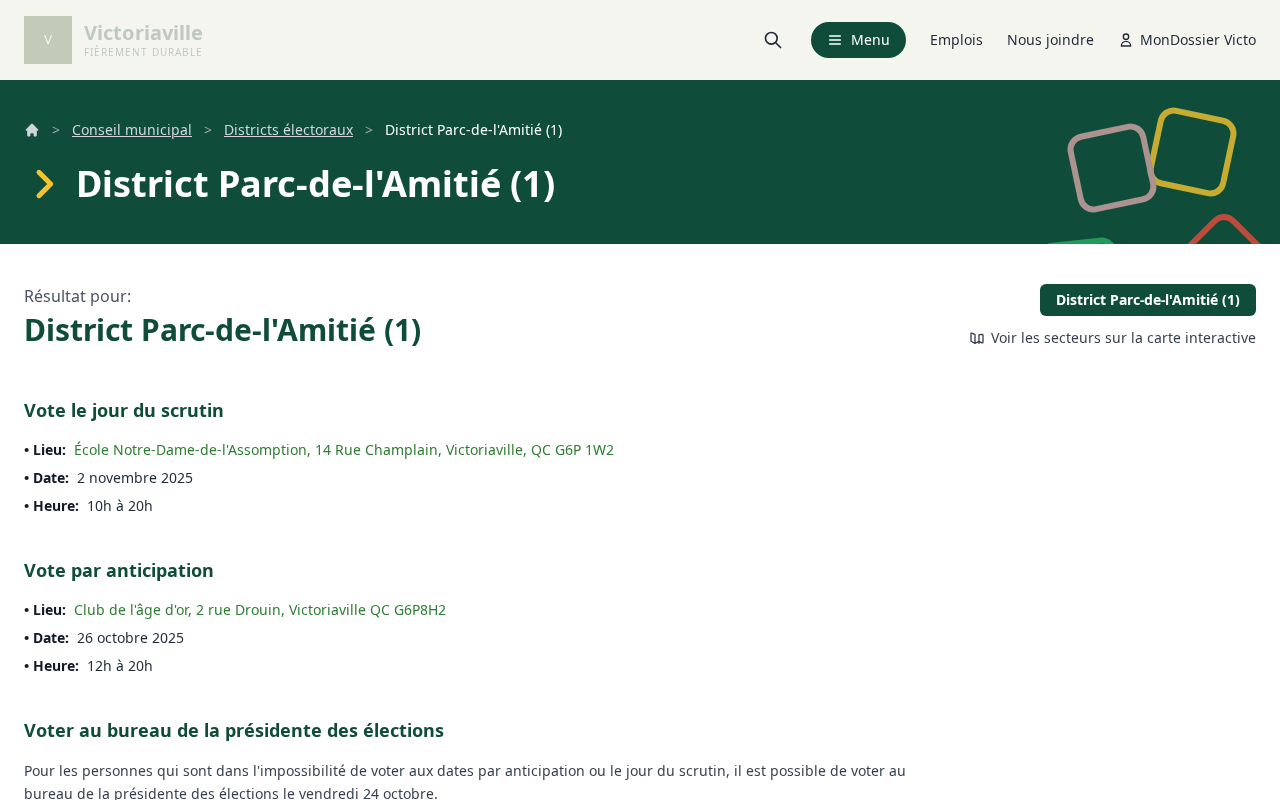 V
Victoriaville
FIÈREMENT DURABLE
Menu
Emplois
Nous joindre
MonDossier Victo
> Conseil municipal > Districts électoraux > District Parc-de-l'Amitié (1)
District Parc-de-l'Amitié (1)
Résultat pour:
District Parc-de-l'Amitié (1)
District Parc-de-l'Amitié (1)
Voir les secteurs sur la carte interactive
Vote le jour du scrutin
• Lieu: École Notre-Dame-de-l'Assomption, 14 Rue Champlain, Victoriaville, QC G6P 1W2
• Date: 2 novembre 2025
• Heure: 10h à 20h
Vote par anticipation
• Lieu: Club de l'âge d'or, 2 rue Drouin, Victoriaville QC G6P8H2
• Date: 26 octobre 2025
• Heure: 12h à 20h
Voter au bureau de la présidente des élections
Pour les personnes qui sont dans l'impossibilité de voter aux dates par anticipation ou le jour du scrutin, il est possible de voter au
bureau de la présidente des élections le vendredi 24 octobre.